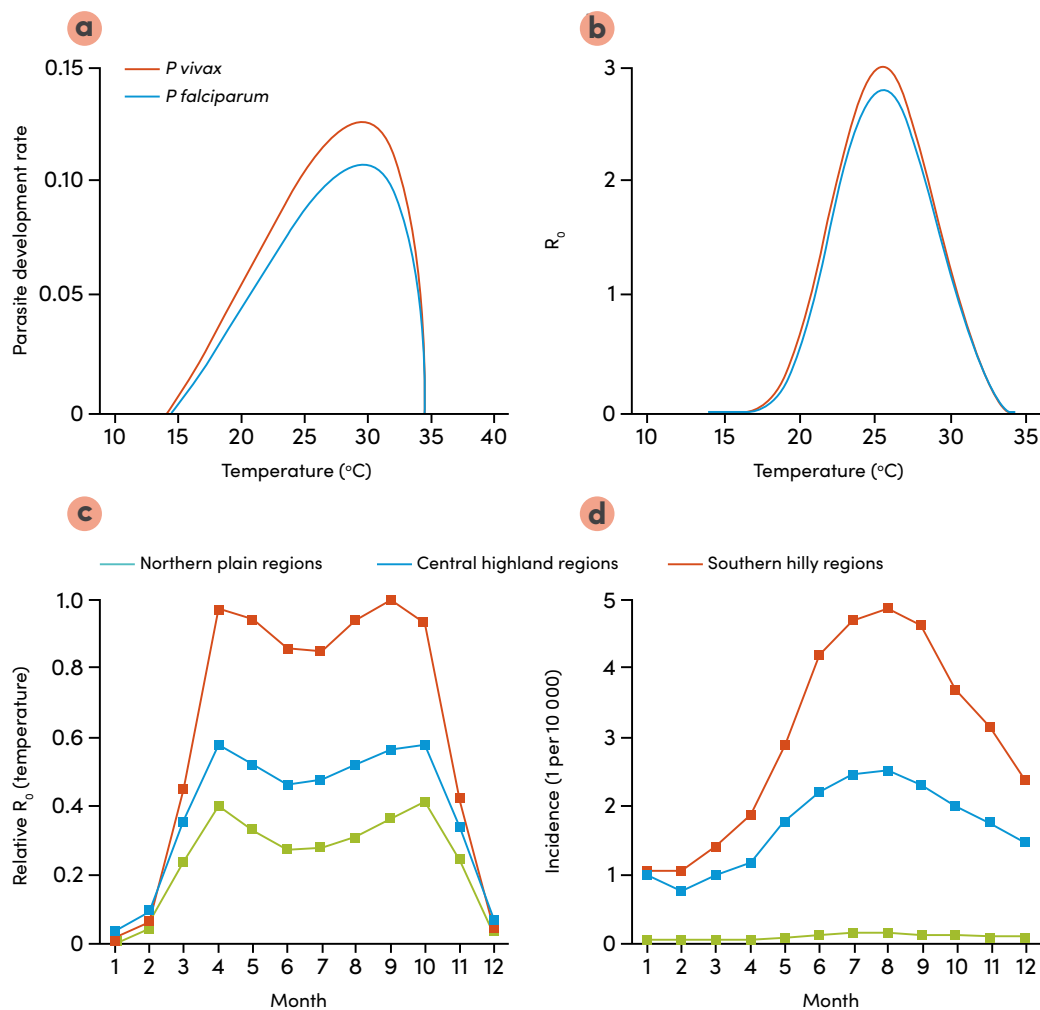 a
0.15
0.10
0.05
0
P vivax
P falciparum
Parasite development rate
10 15 20 25 30 35 40
Temperature (°C)
b
3
2
1
0
R₀
10 15 20 25 30 35
Temperature (°C)
c
d
Northern plain regions
Central highland regions
Southern hilly regions
1.0
0.8
0.6
0.4
0.2
0
Relative R₀ (temperature)
1 2 3 4 5 6 7 8 9 10 11 12
Month
5
4
3
2
1
0
Incidence (1 per 10 000)
1 2 3 4 5 6 7 8 9 10 11 12
Month